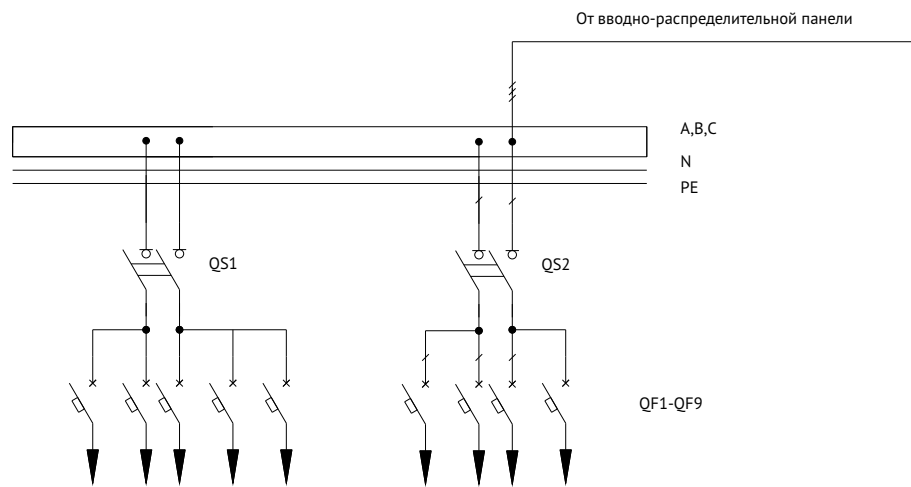 От вводно-распределительной панели
A,B,C
N
PE
QS1
QS2
QF1-QF9